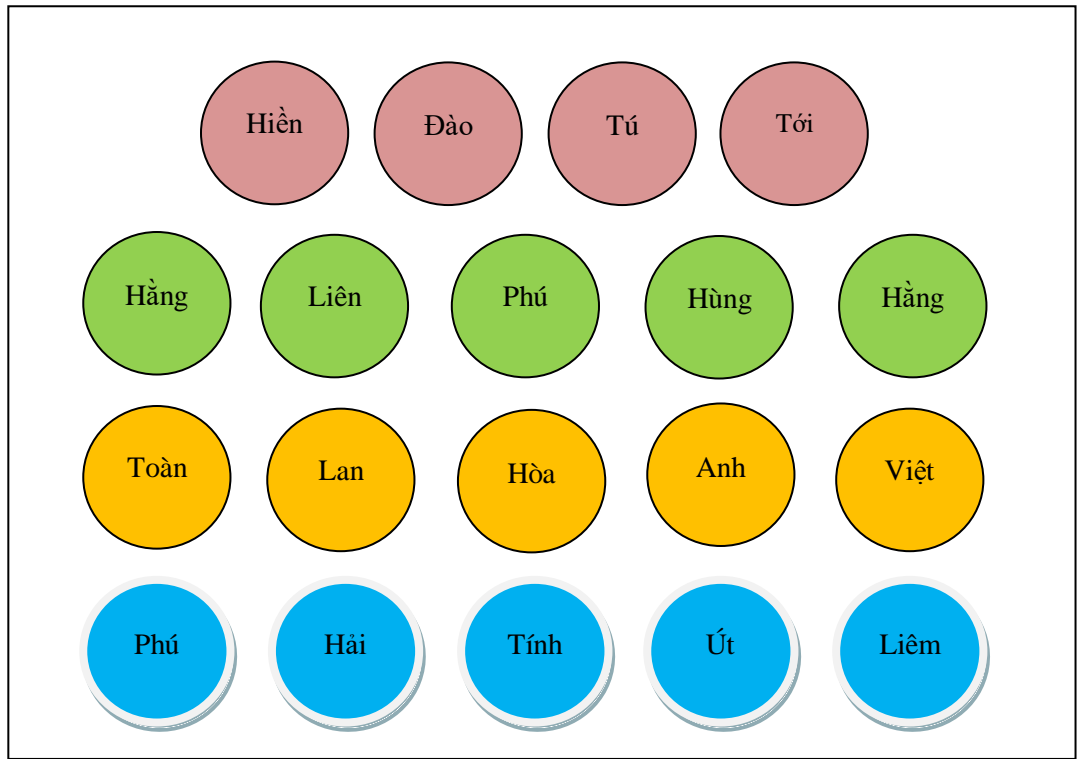 Hiền Đào Tú Tới
Hằng Liên Phú Hùng Hằng
Toàn Lan Hòa Anh Việt
Phú Hải Tính Út Liêm